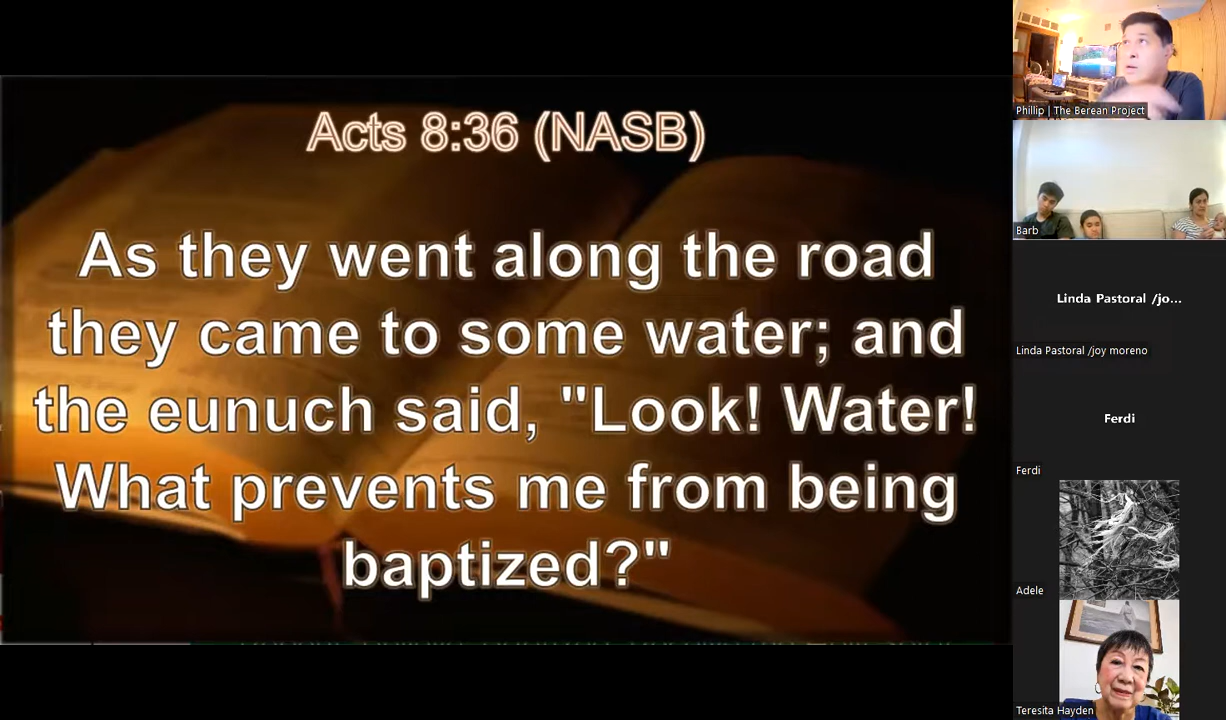 Acts 8:36 (NASB)
As they went along the road
they came to some water; and
the eunuch said, "Look! Water!
What prevents me from being
baptized?"
Phillip | The Berean Project
Barb
Linda Pastoral /jo...
Linda Pastoral /joy moreno
Ferdi
Ferdi
Adele
Teresita Hayden